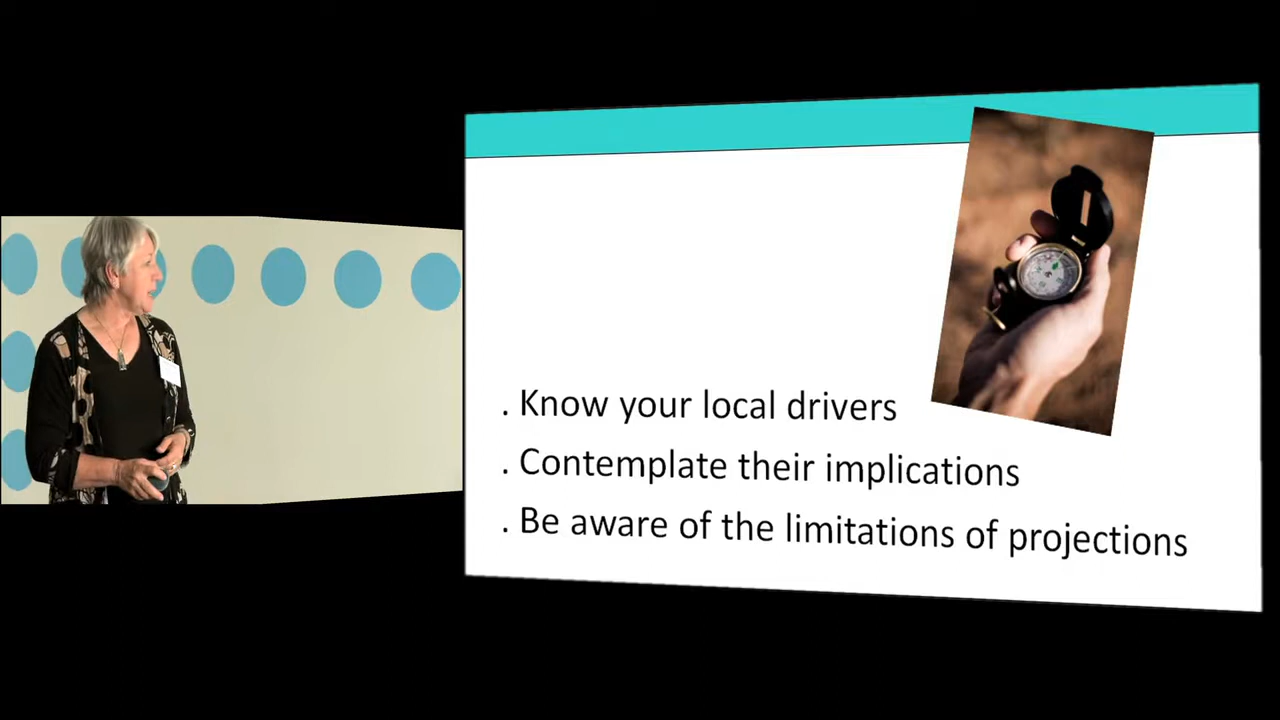 . Know your local drivers
. Contemplate their implications
. Be aware of the limitations of projections